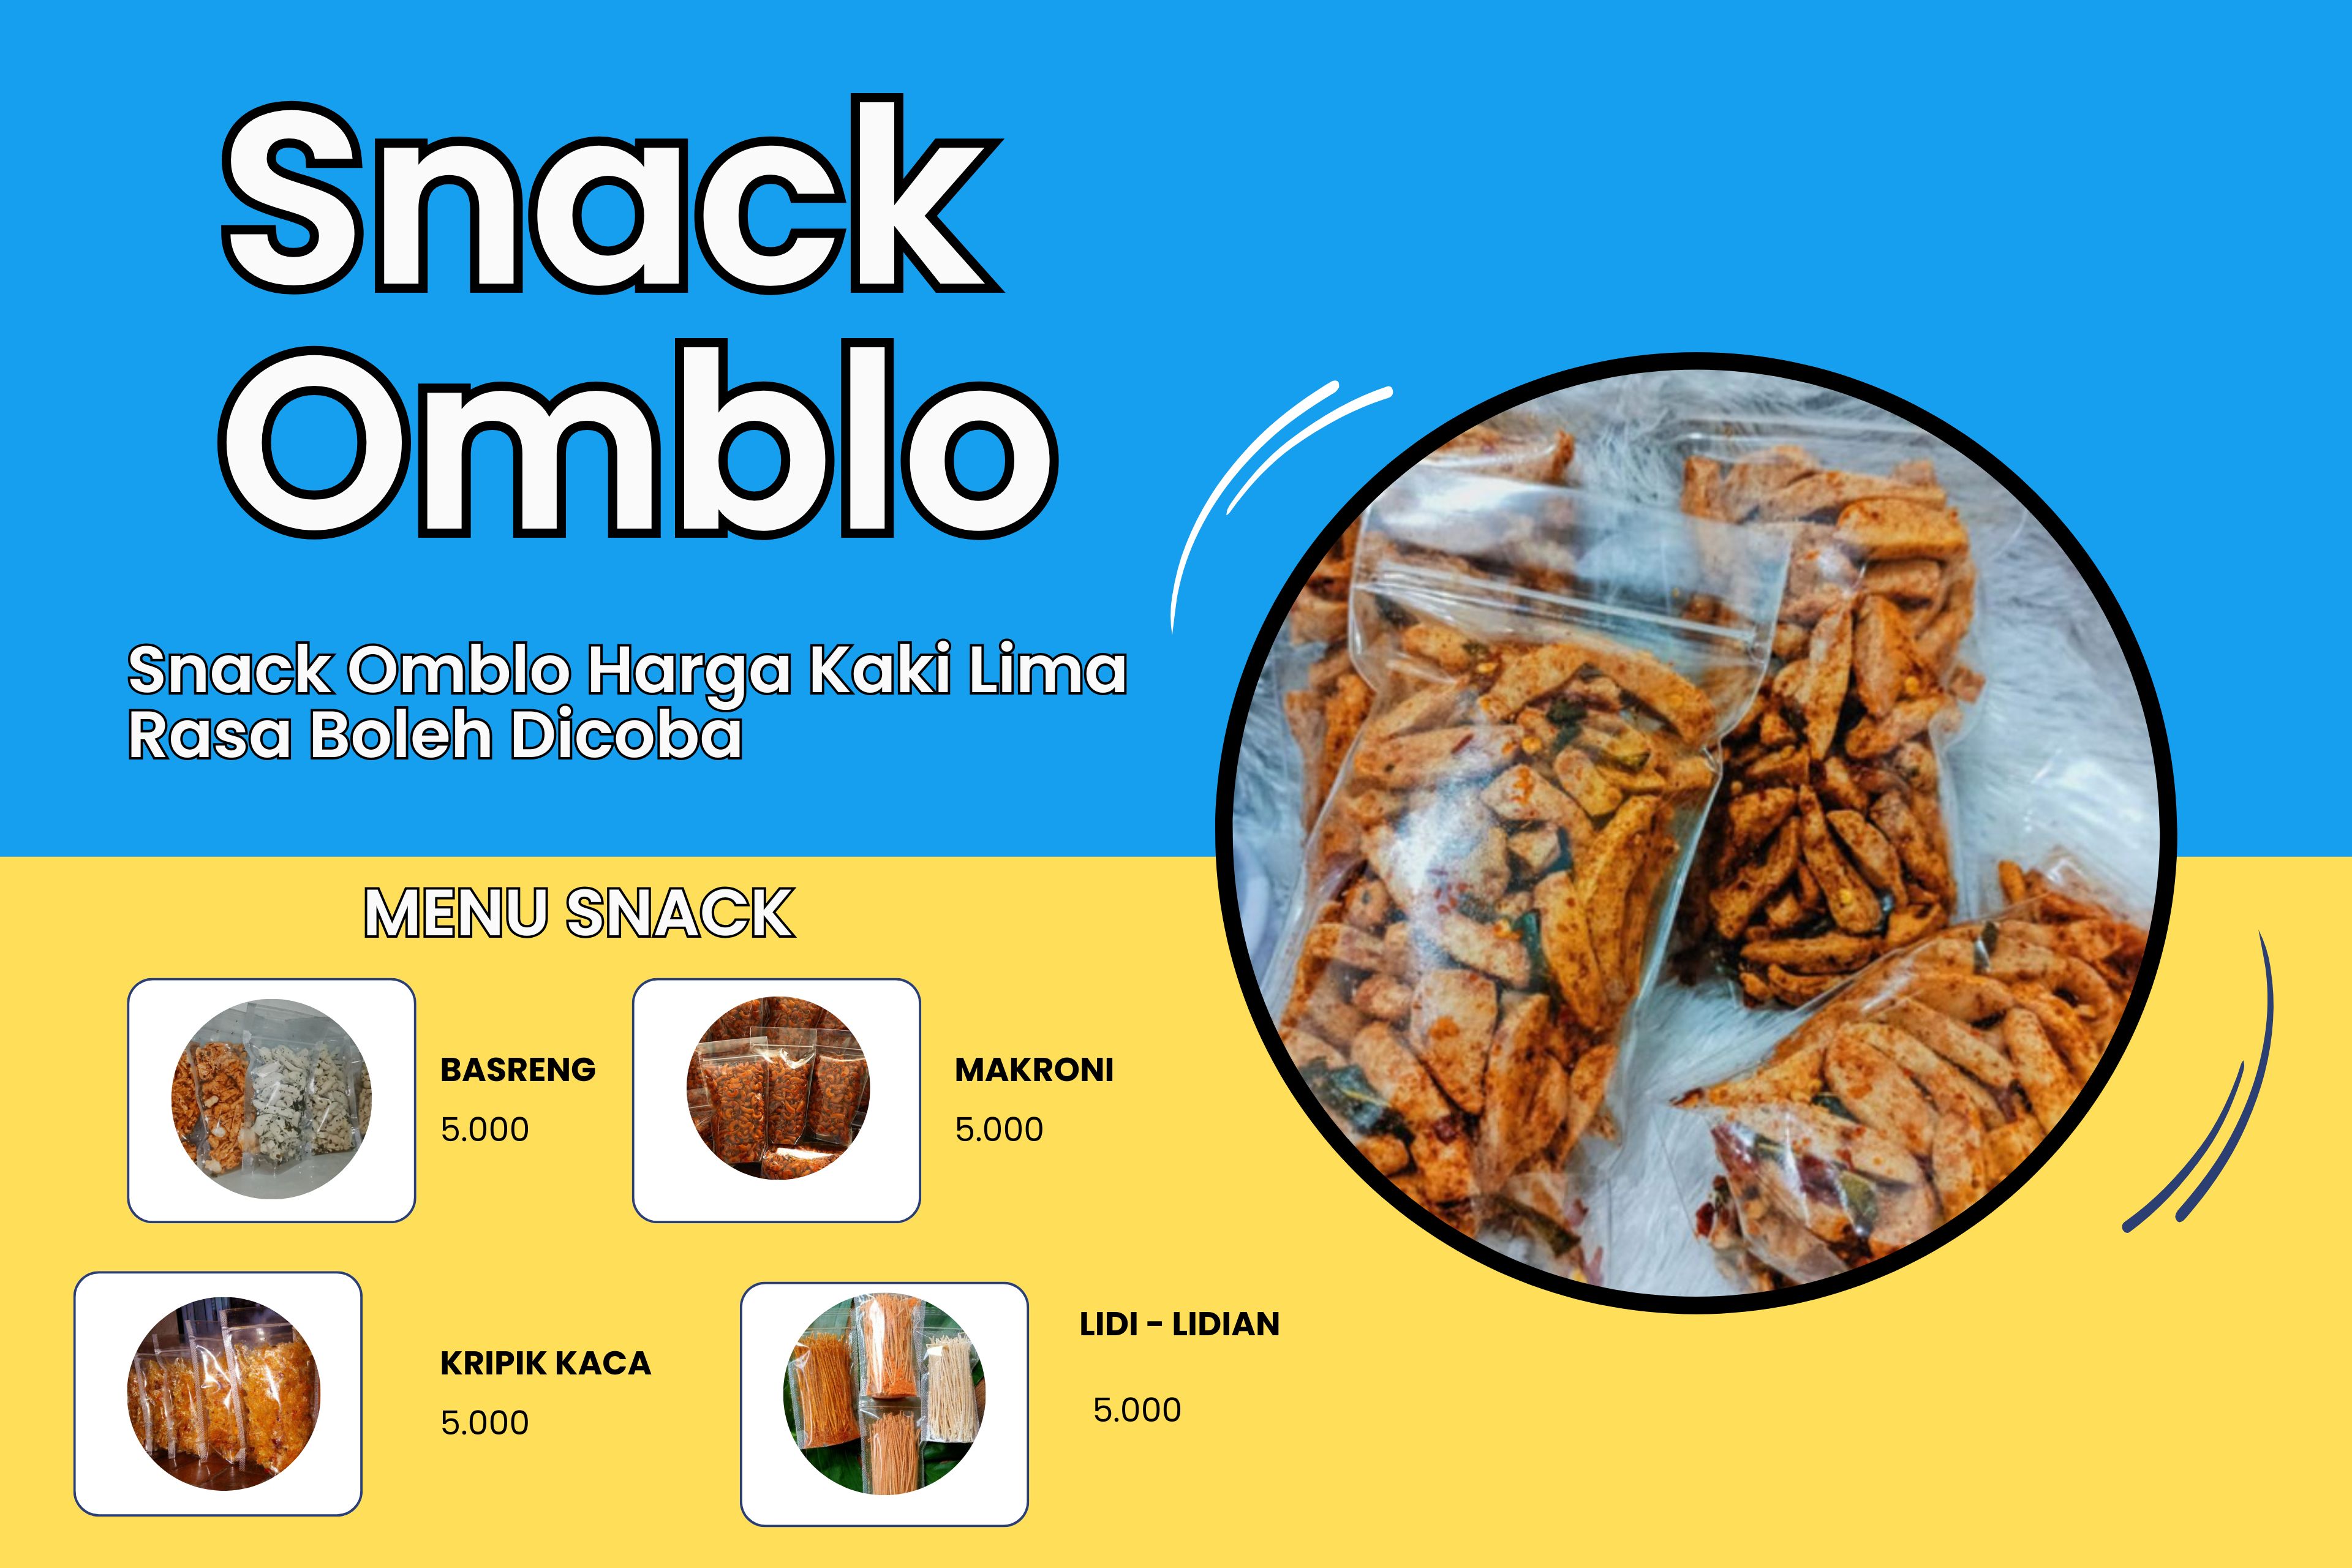 Snack
Omblo
Snack Omblo Harga Kaki Lima
Rasa Boleh Dicoba
MENU SNACK
BASRENG
5.000
MAKRONI
5.000
KRIPIK KACA
5.000
LIDI - LIDIAN
5.000